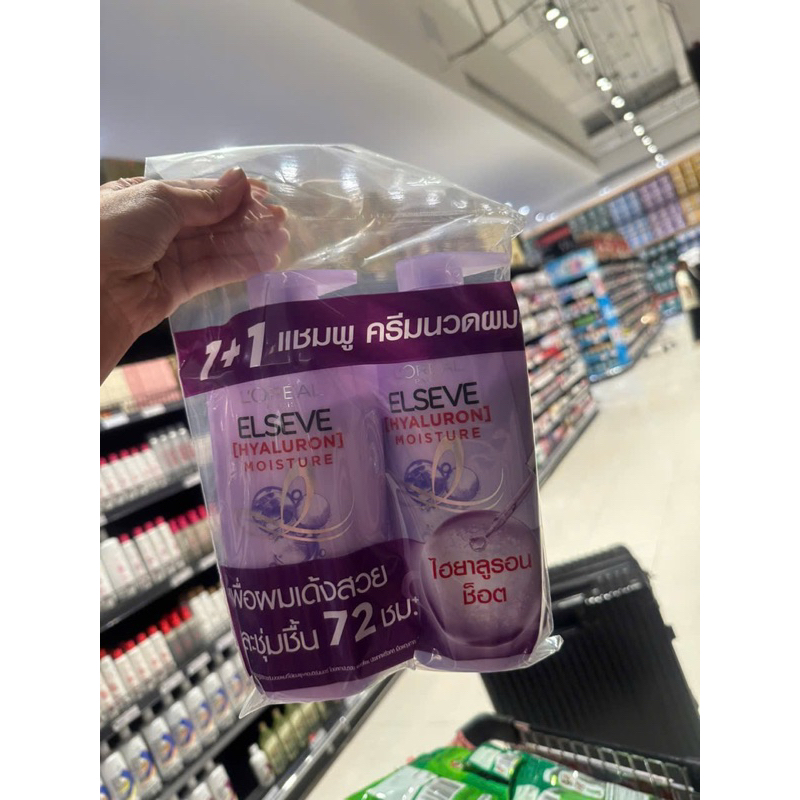 1+1 แชมพู ครีมนวดผม
L'ORÉAL
ELSEVE
[HYALURON]
MOISTURE
ORÉAL
ELSEVE
[HYALURON]
MOISTURE
ไฮยาลูรอน
ช็อต
พื่อผมเด้งสวย
ละชุ่มชื้น 72 ชม.